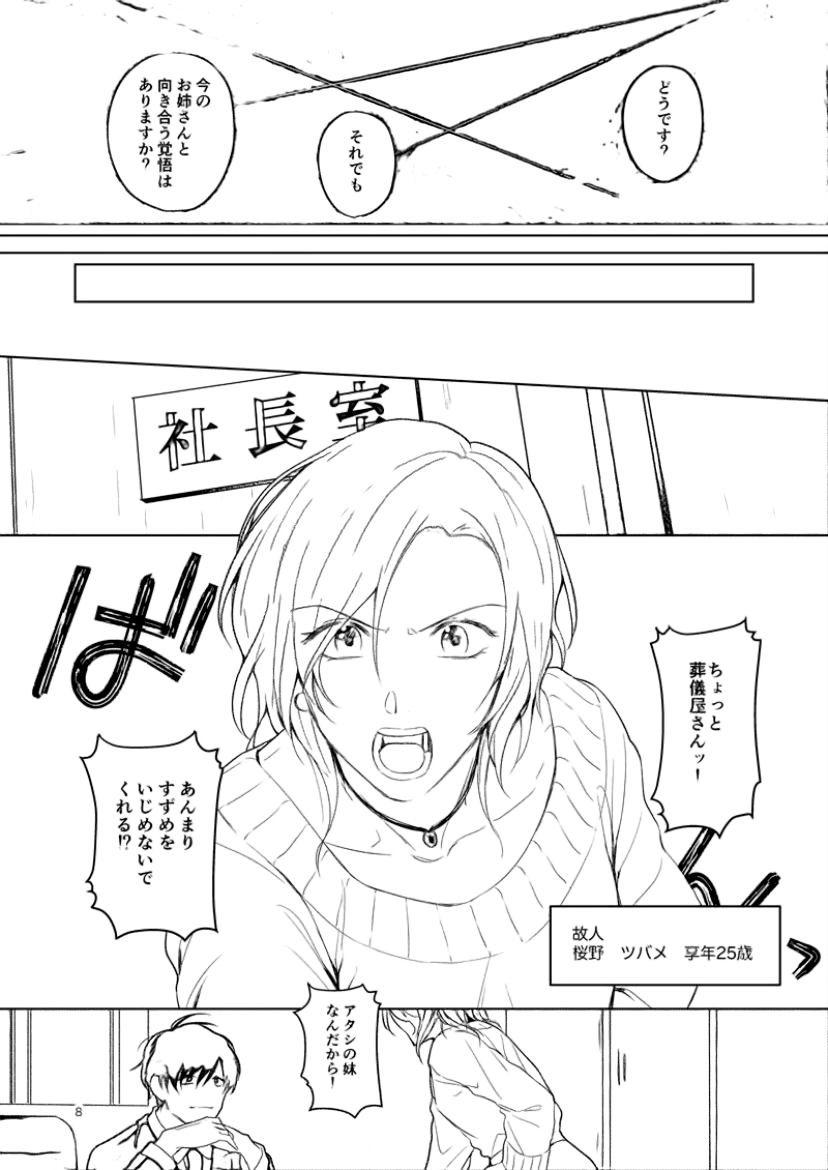 どうです?
それでも
今の
お姉さんと
向き合う覚悟は
ありますか?
社長室
ちょっと
葬儀屋さんッ!
ばんっ
あんまり
すずめを
いじめないで
くれる!?
故人
桜野 ツバメ 享年25歳
アタシの妹
なんだから!
8